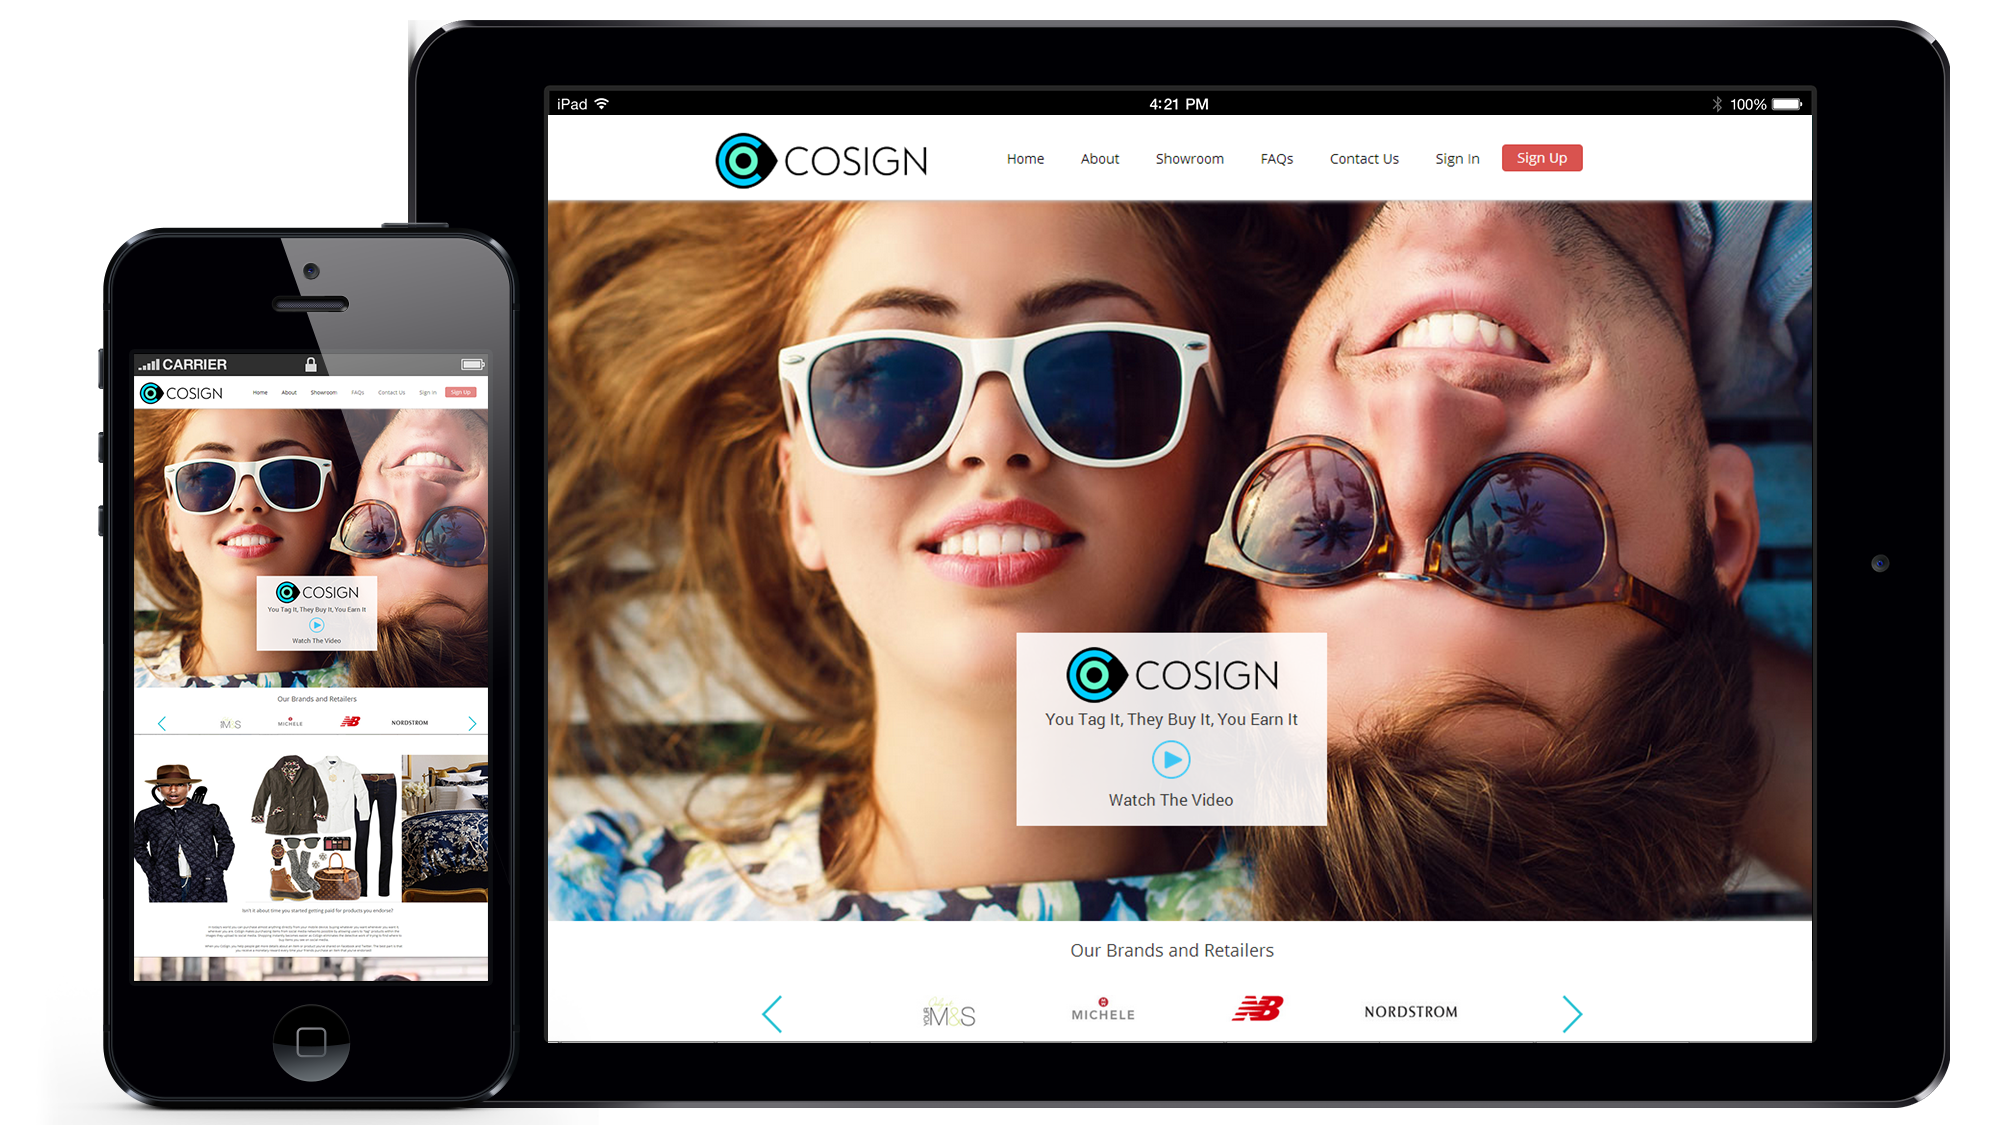 iPad 4:21 PM 100%
COSIGN Home About Showroom FAQs Contact Us Sign In Sign Up
COSIGN
You Tag It, They Buy It, You Earn It
Watch The Video
Our Brands and Retailers
Only at YOUR M&S MICHELE NB NORDSTROM
CARRIER
COSIGN Home About Showroom FAQs Contact Us Sign In Sign Up
COSIGN
You Tag It, They Buy It, You Earn It
Watch The Video
Our Brands and Retailers
M&S MICHELE NB NORDSTROM
Isn't it about time you started getting paid for products you endorse?